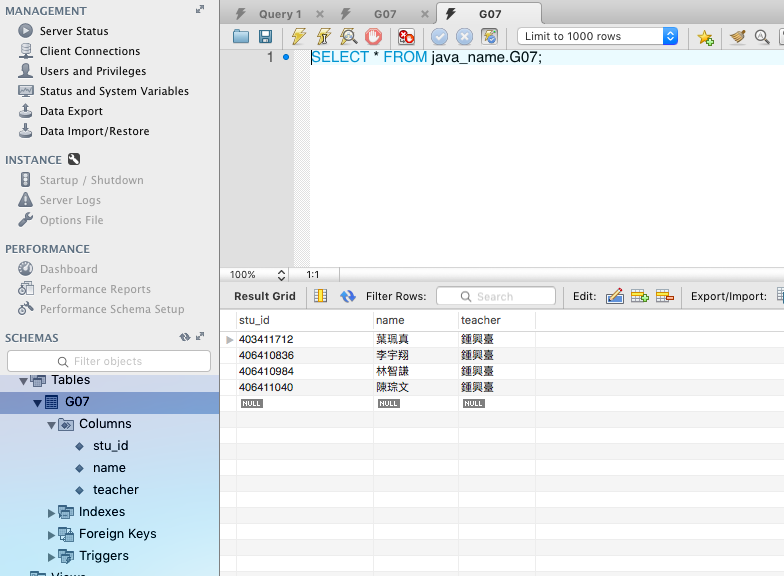 MANAGEMENT
Server Status
Client Connections
Users and Privileges
Status and System Variables
Data Export
Data Import/Restore
INSTANCE
Startup / Shutdown
Server Logs
Options File
PERFORMANCE
Dashboard
Performance Reports
Performance Schema Setup
SCHEMAS
Filter objects
Tables
G07
Columns
stu_id
name
teacher
Indexes
Foreign Keys
Triggers
Views
Query 1 G07 G07
Limit to 1000 rows
1 SELECT * FROM java_name.G07;
100% 1:1
Result Grid Filter Rows: Search Edit: Export/Import:
stu_id name teacher
403411712 葉珮真 鍾興臺
406410836 李宇翔 鍾興臺
406410984 林智謙 鍾興臺
406411040 陳琮文 鍾興臺
NULL NULL NULL